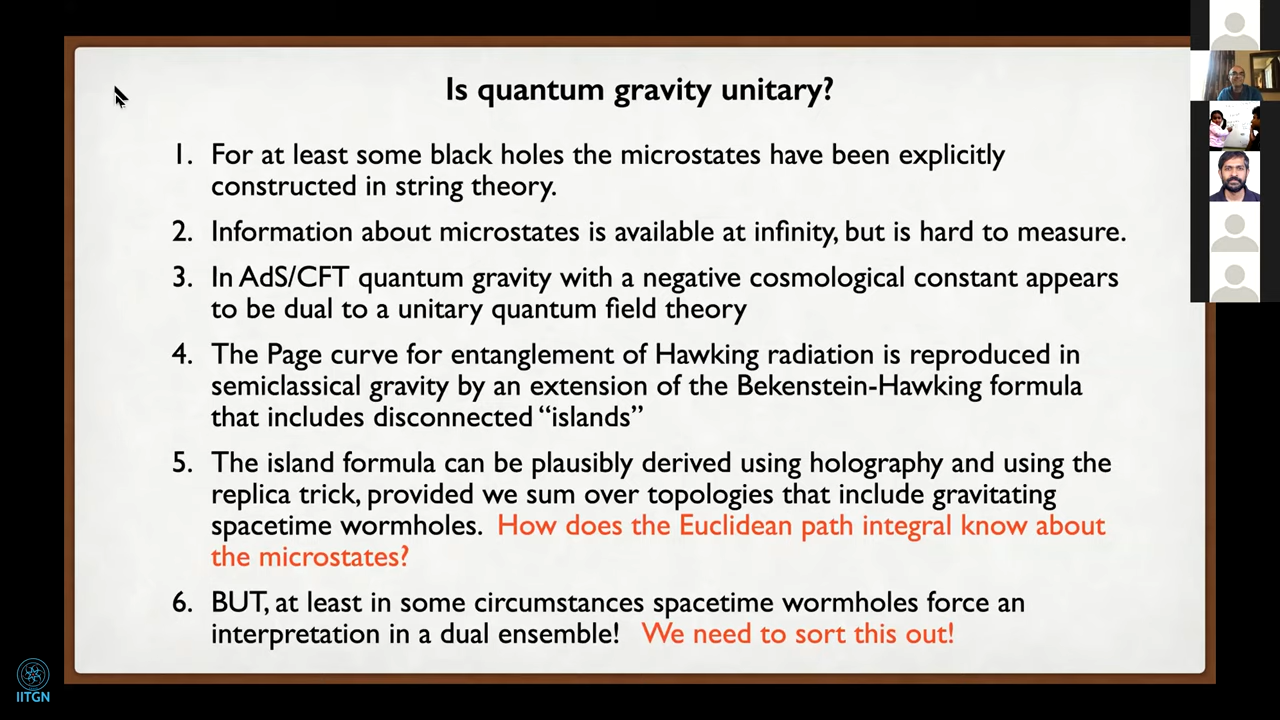 Is quantum gravity unitary?
1. For at least some black holes the microstates have been explicitly
constructed in string theory.
2. Information about microstates is available at infinity, but is hard to measure.
3. In AdS/CFT quantum gravity with a negative cosmological constant appears
to be dual to a unitary quantum field theory
4. The Page curve for entanglement of Hawking radiation is reproduced in
semiclassical gravity by an extension of the Bekenstein-Hawking formula
that includes disconnected “islands”
5. The island formula can be plausibly derived using holography and using the
replica trick, provided we sum over topologies that include gravitating
spacetime wormholes. How does the Euclidean path integral know about
the microstates?
6. BUT, at least in some circumstances spacetime wormholes force an
interpretation in a dual ensemble! We need to sort this out!
IITGN